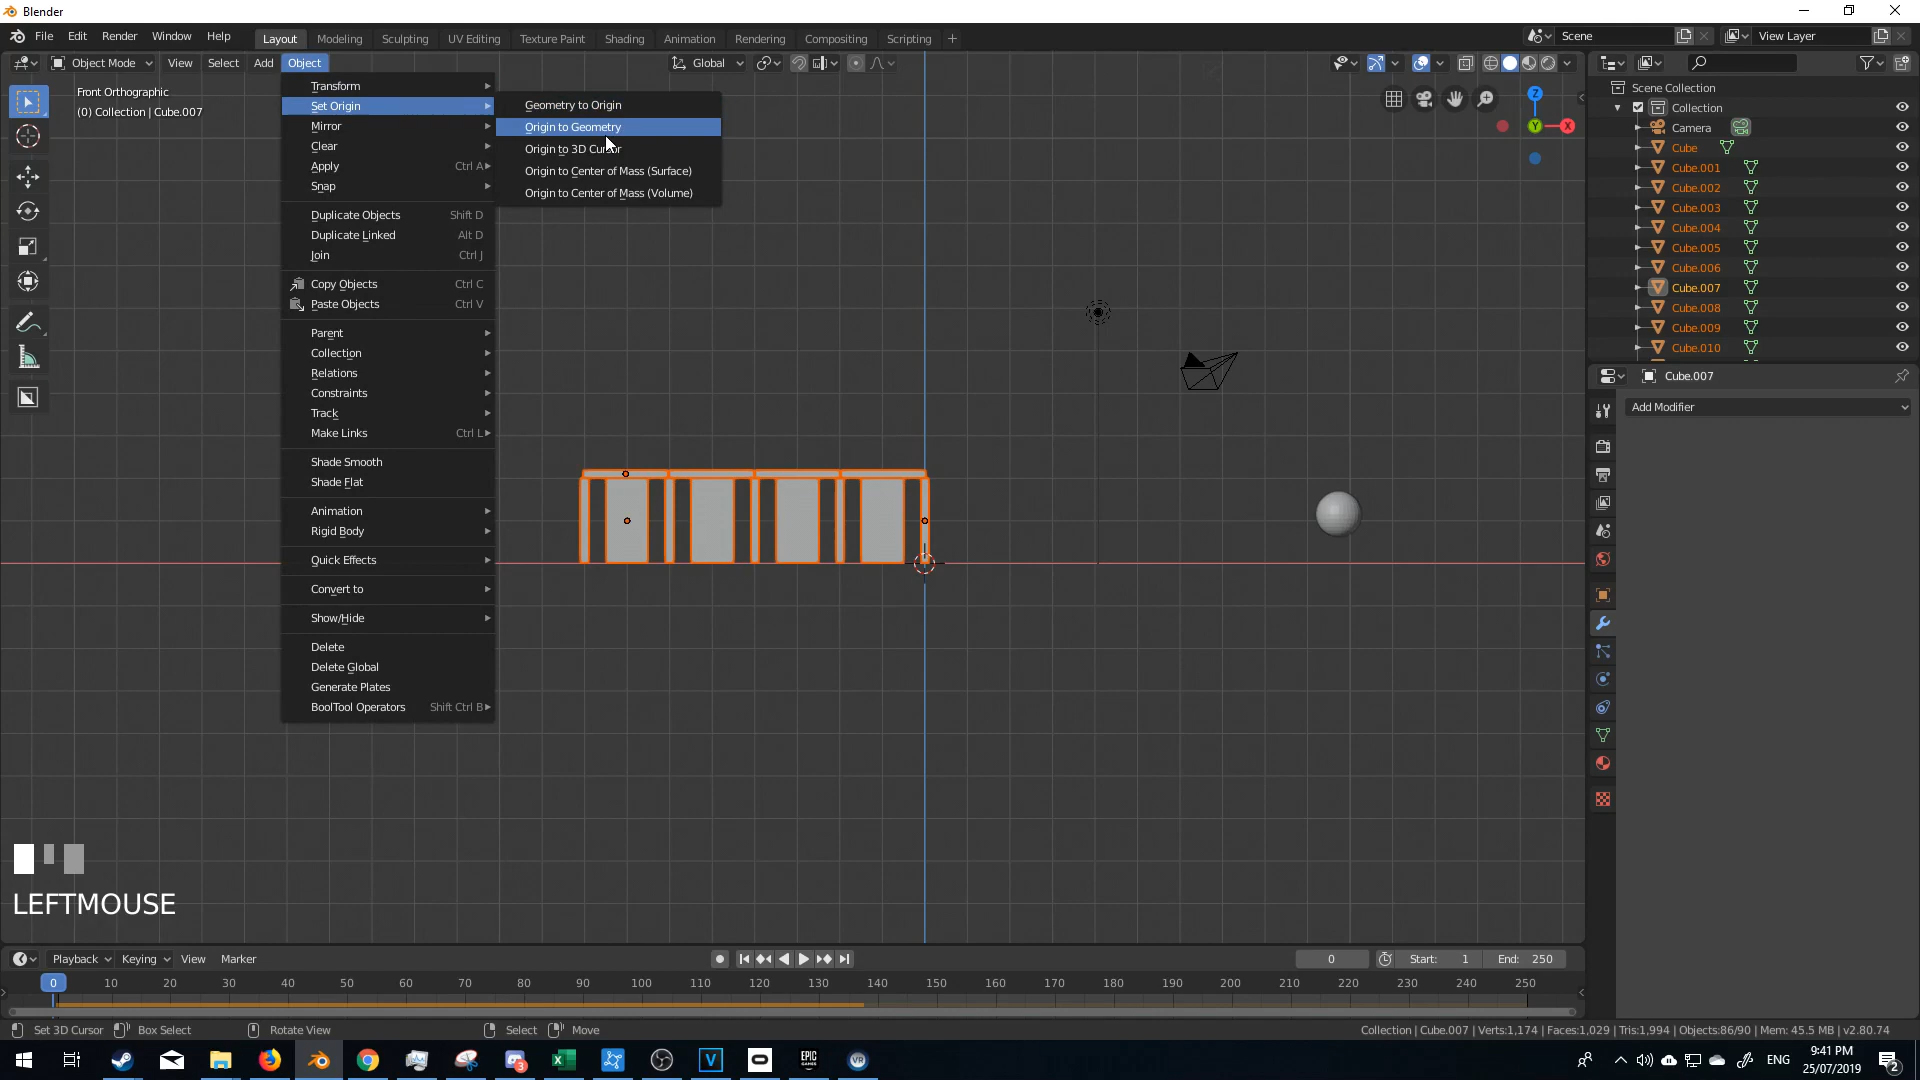 Blender
File Edit Render Window Help
Layout Modeling Sculpting UV Editing Texture Paint Shading Animation Rendering Compositing Scripting +
Scene View Layer
Object Mode View Select Add Object Global
Front Orthographic
(0) Collection | Cube.007
Transform
Set Origin
Mirror
Clear
Apply Ctrl A
Snap
Duplicate Objects Shift D
Duplicate Linked Alt D
Join Ctrl J
Copy Objects Ctrl C
Paste Objects Ctrl V
Parent
Collection
Relations
Constraints
Track
Make Links Ctrl L
Shade Smooth
Shade Flat
Animation
Rigid Body
Quick Effects
Convert to
Show/Hide
Delete
Delete Global
Generate Plates
BoolTool Operators Shift Ctrl B
Geometry to Origin
Origin to Geometry
Origin to 3D Cursor
Origin to Center of Mass (Surface)
Origin to Center of Mass (Volume)
Z
Y
X
Scene Collection
Collection
Camera
Cube
Cube.001
Cube.002
Cube.003
Cube.004
Cube.005
Cube.006
Cube.007
Cube.008
Cube.009
Cube.010
Cube.007
Add Modifier
LEFTMOUSE
Playback Keying View Marker
0 Start: 1 End: 250
0 10 20 30 40 50 60 70 80 90 100 110 120 130 140 150 160 170 180 190 200 210 220 230 240 250
Set 3D Cursor Box Select Rotate View Select Move
Collection | Cube.007 | Verts:1,174 | Faces:1,029 | Tris:1,994 | Objects:86/90 | Mem: 45.5 MB | v2.80.74
3
V
EPIC GAMES
VR
ENG
9:41 PM
25/07/2019
2